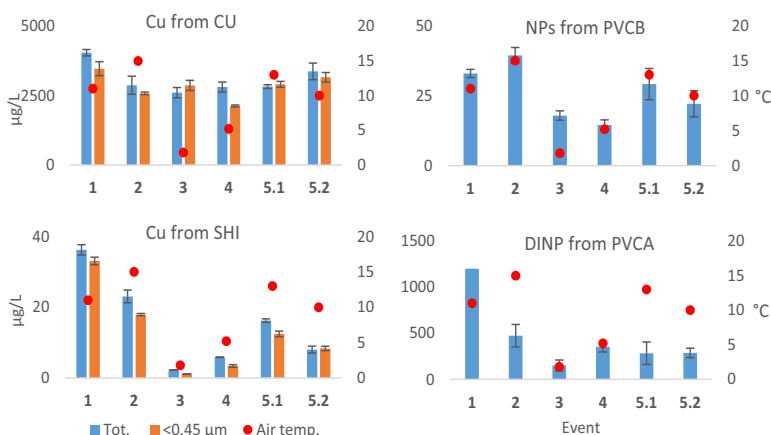 Cu from CU
5000
2500
0
µg/L
20
15
10
5
0
1 2 3 4 5.1 5.2
NPs from PVCB
50
25
0
20
15
10
5
0
°C
1 2 3 4 5.1 5.2
Cu from SHI
40
20
0
µg/L
20
15
10
5
0
1 2 3 4 5.1 5.2
Tot. <0.45 µm Air temp.
DINP from PVCA
1500
1000
500
0
20
15
10
5
0
°C
1 2 3 4 5.1 5.2
Event